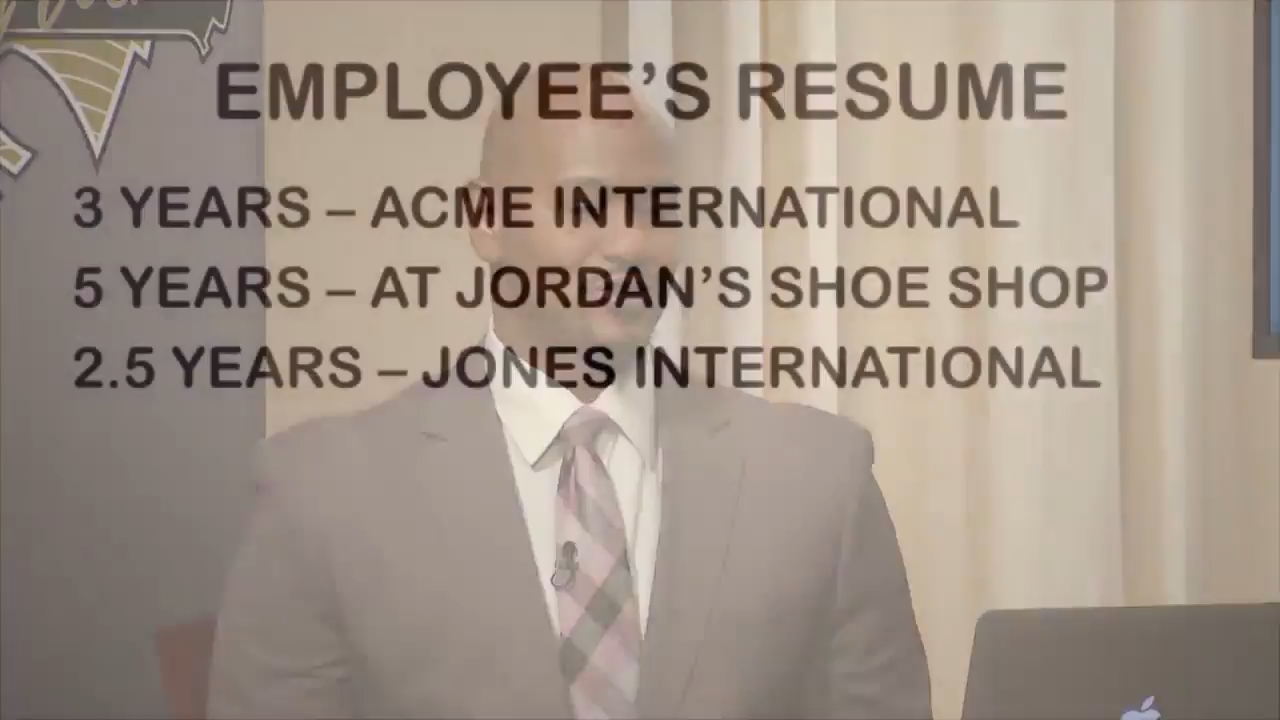 EMPLOYEE’S RESUME
3 YEARS – ACME INTERNATIONAL
5 YEARS – AT JORDAN’S SHOE SHOP
2.5 YEARS – JONES INTERNATIONAL